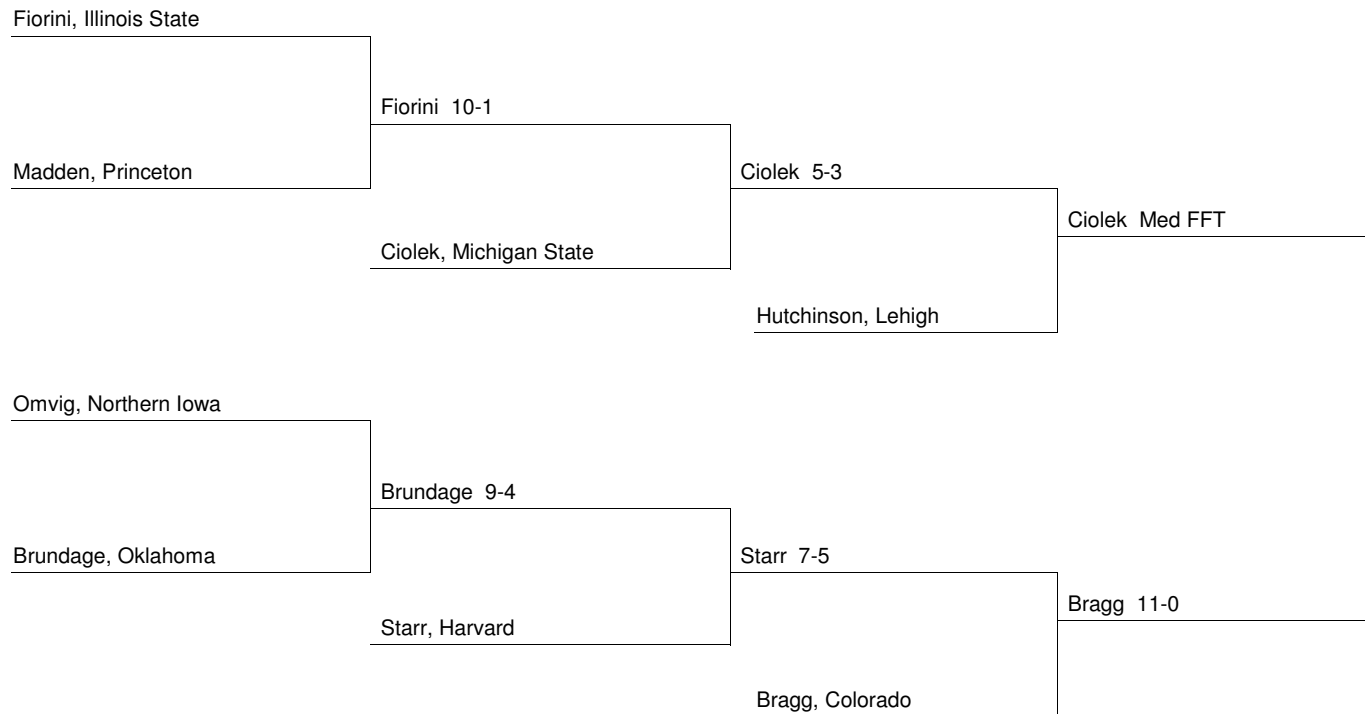 Fiorini, Illinois State
Fiorini 10-1
Madden, Princeton
Ciolek 5-3
Ciolek Med FFT
Ciolek, Michigan State
Hutchinson, Lehigh
Omvig, Northern Iowa
Brundage 9-4
Brundage, Oklahoma
Starr 7-5
Bragg 11-0
Starr, Harvard
Bragg, Colorado